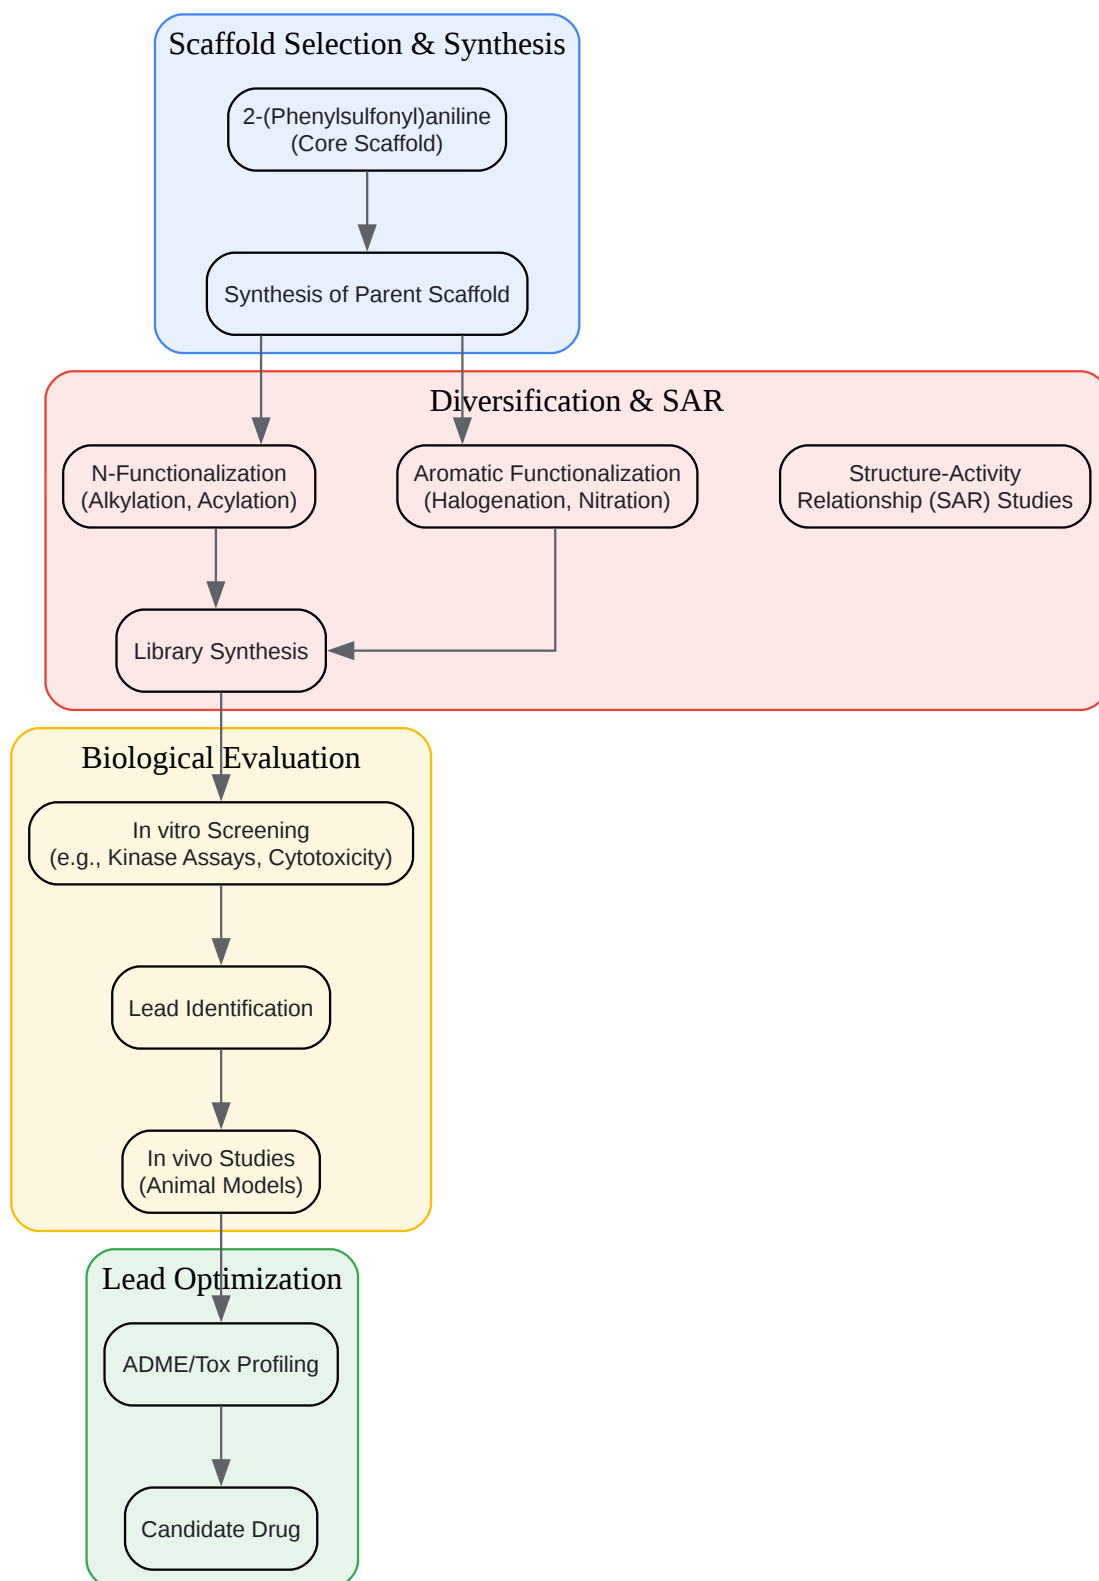 Scaffold Selection & Synthesis
2-(Phenylsulfonyl)aniline
(Core Scaffold)
Synthesis of Parent Scaffold
Diversification & SAR
N-Functionalization
(Alkylation, Acylation)
Aromatic Functionalization
(Halogenation, Nitration)
Structure-Activity
Relationship (SAR) Studies
Library Synthesis
Biological Evaluation
In vitro Screening
(e.g., Kinase Assays, Cytotoxicity)
Lead Identification
In vivo Studies
(Animal Models)
Lead Optimization
ADME/Tox Profiling
Candidate Drug